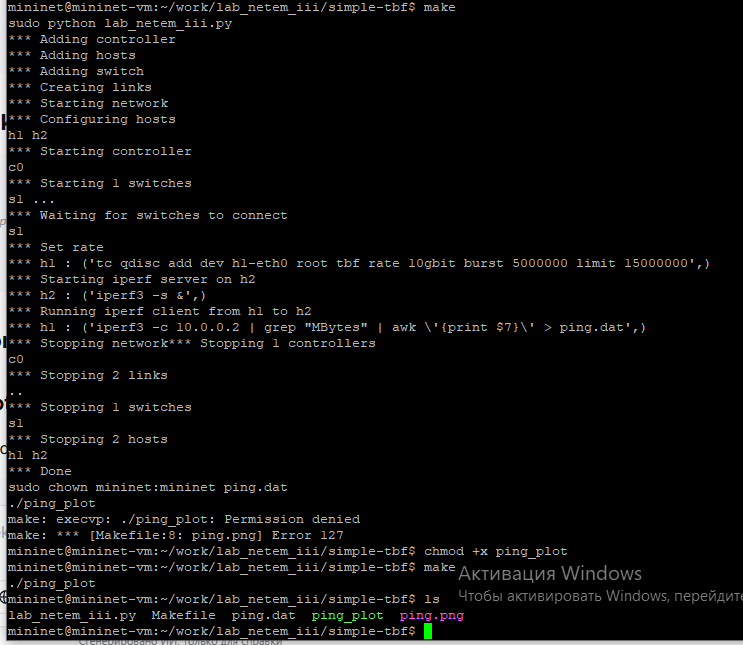 mininet@mininet-vm:~/work/lab_netem_iii/simple-tbf$ make
sudo python lab_netem_iii.py
*** Adding controller
*** Adding hosts
*** Adding switch
*** Creating links
*** Starting network
*** Configuring hosts
h1 h2
*** Starting controller
c0
*** Starting 1 switches
s1 ...
*** Waiting for switches to connect
s1
*** Set rate
*** h1 : ('tc qdisc add dev h1-eth0 root tbf rate 10gbit burst 5000000 limit 15000000',)
*** Starting iperf server on h2
*** h2 : ('iperf3 -s &',)
*** Running iperf client from h1 to h2
*** h1 : ('iperf3 -c 10.0.0.2 | grep "MBytes" | awk \'{print $7}\' > ping.dat',)
*** Stopping network*** Stopping 1 controllers
c0
*** Stopping 2 links
..
*** Stopping 1 switches
s1
*** Stopping 2 hosts
h1 h2
*** Done
sudo chown mininet:mininet ping.dat
./ping_plot
make: execvp: ./ping_plot: Permission denied
make: *** [Makefile:8: ping.png] Error 127
mininet@mininet-vm:~/work/lab_netem_iii/simple-tbf$ chmod +x ping_plot
mininet@mininet-vm:~/work/lab_netem_iii/simple-tbf$ make
./ping_plot
Активация Windows
mininet@mininet-vm:~/work/lab_netem_iii/simple-tbf$ ls
Чтобы активировать Windows, перейдите
lab_netem_iii.py Makefile ping.dat ping_plot ping.png
mininet@mininet-vm:~/work/lab_netem_iii/simple-tbf$